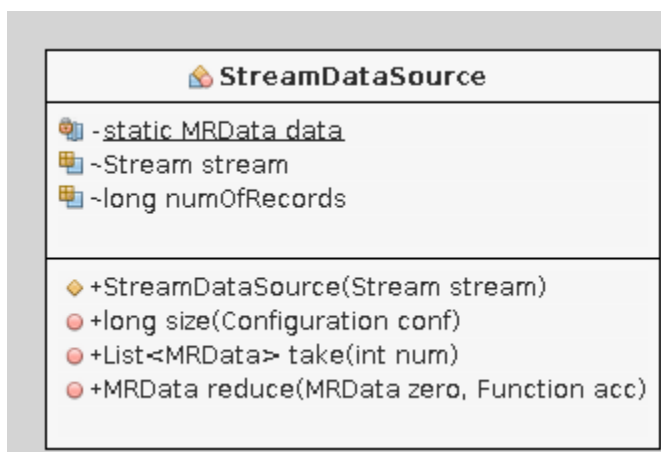 StreamDataSource
-static MRData data
~Stream stream
~long numOfRecords
+StreamDataSource(Stream stream)
+long size(Configuration conf)
+List<MRData> take(int num)
+MRData reduce(MRData zero, Function acc)